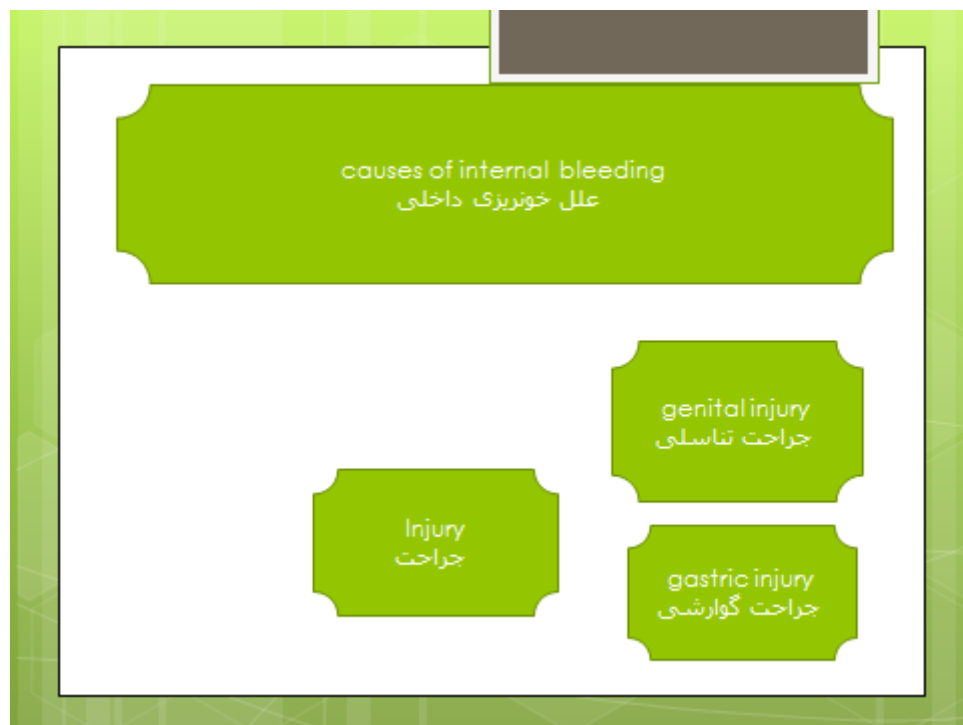 causes of internal bleeding
علل خونریزی داخلی
genital injury
جراحت تناسلی
Injury
جراحت
gastric injury
جراحت گوارشی